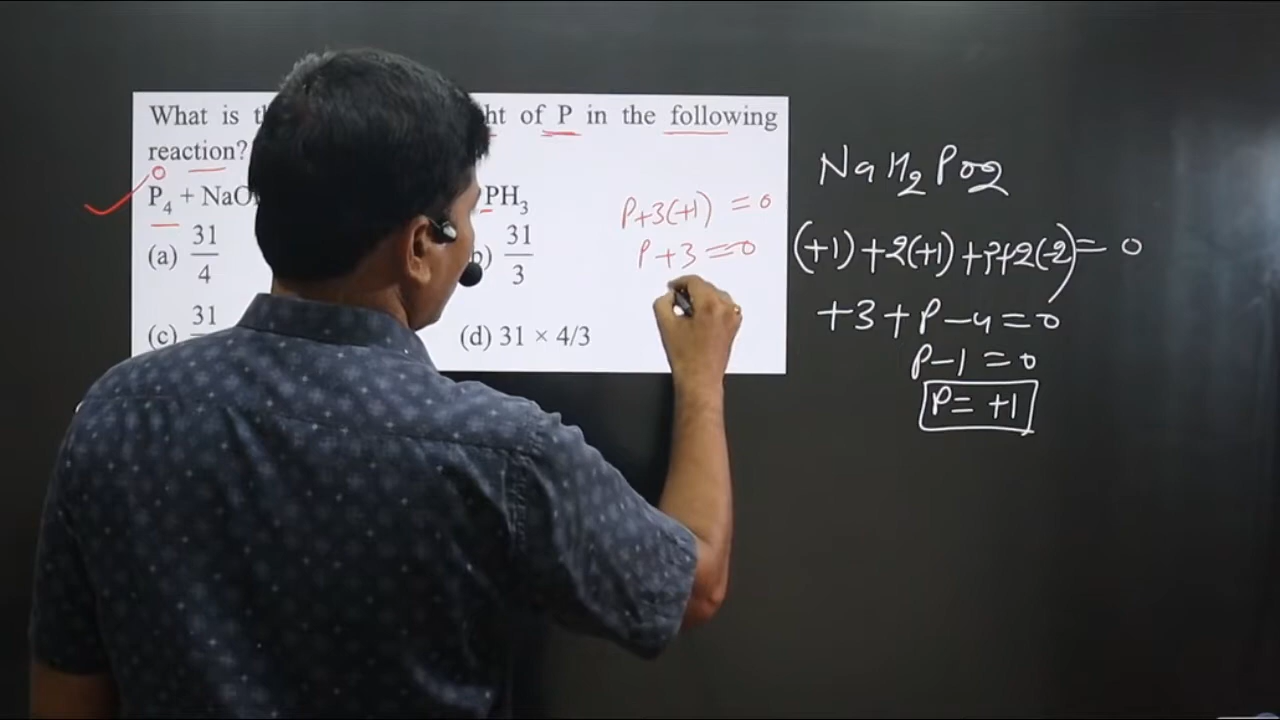 What is ht of P in the following
reaction?
0
P4 + NaO PH3
(a) 31/4 31/3
(c) 31 (d) 31 × 4/3
P+3(+1) = 0
P+3=0
NaH2PO2
(+1)+2(+1)+P+2(-2)=0
+3+P-4=0
P-1=0
P= +1